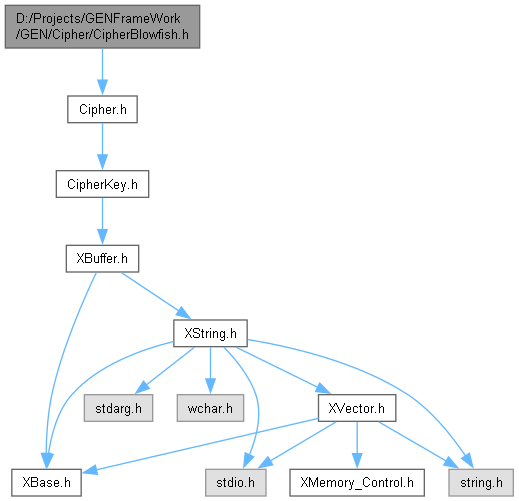 D:/Projects/GENFrameWork
/GEN/Cipher/CipherBlowfish.h
Cipher.h
CipherKey.h
XBuffer.h
XString.h
stdarg.h
wchar.h
XVector.h
XBase.h
stdio.h
XMemory_Control.h
string.h